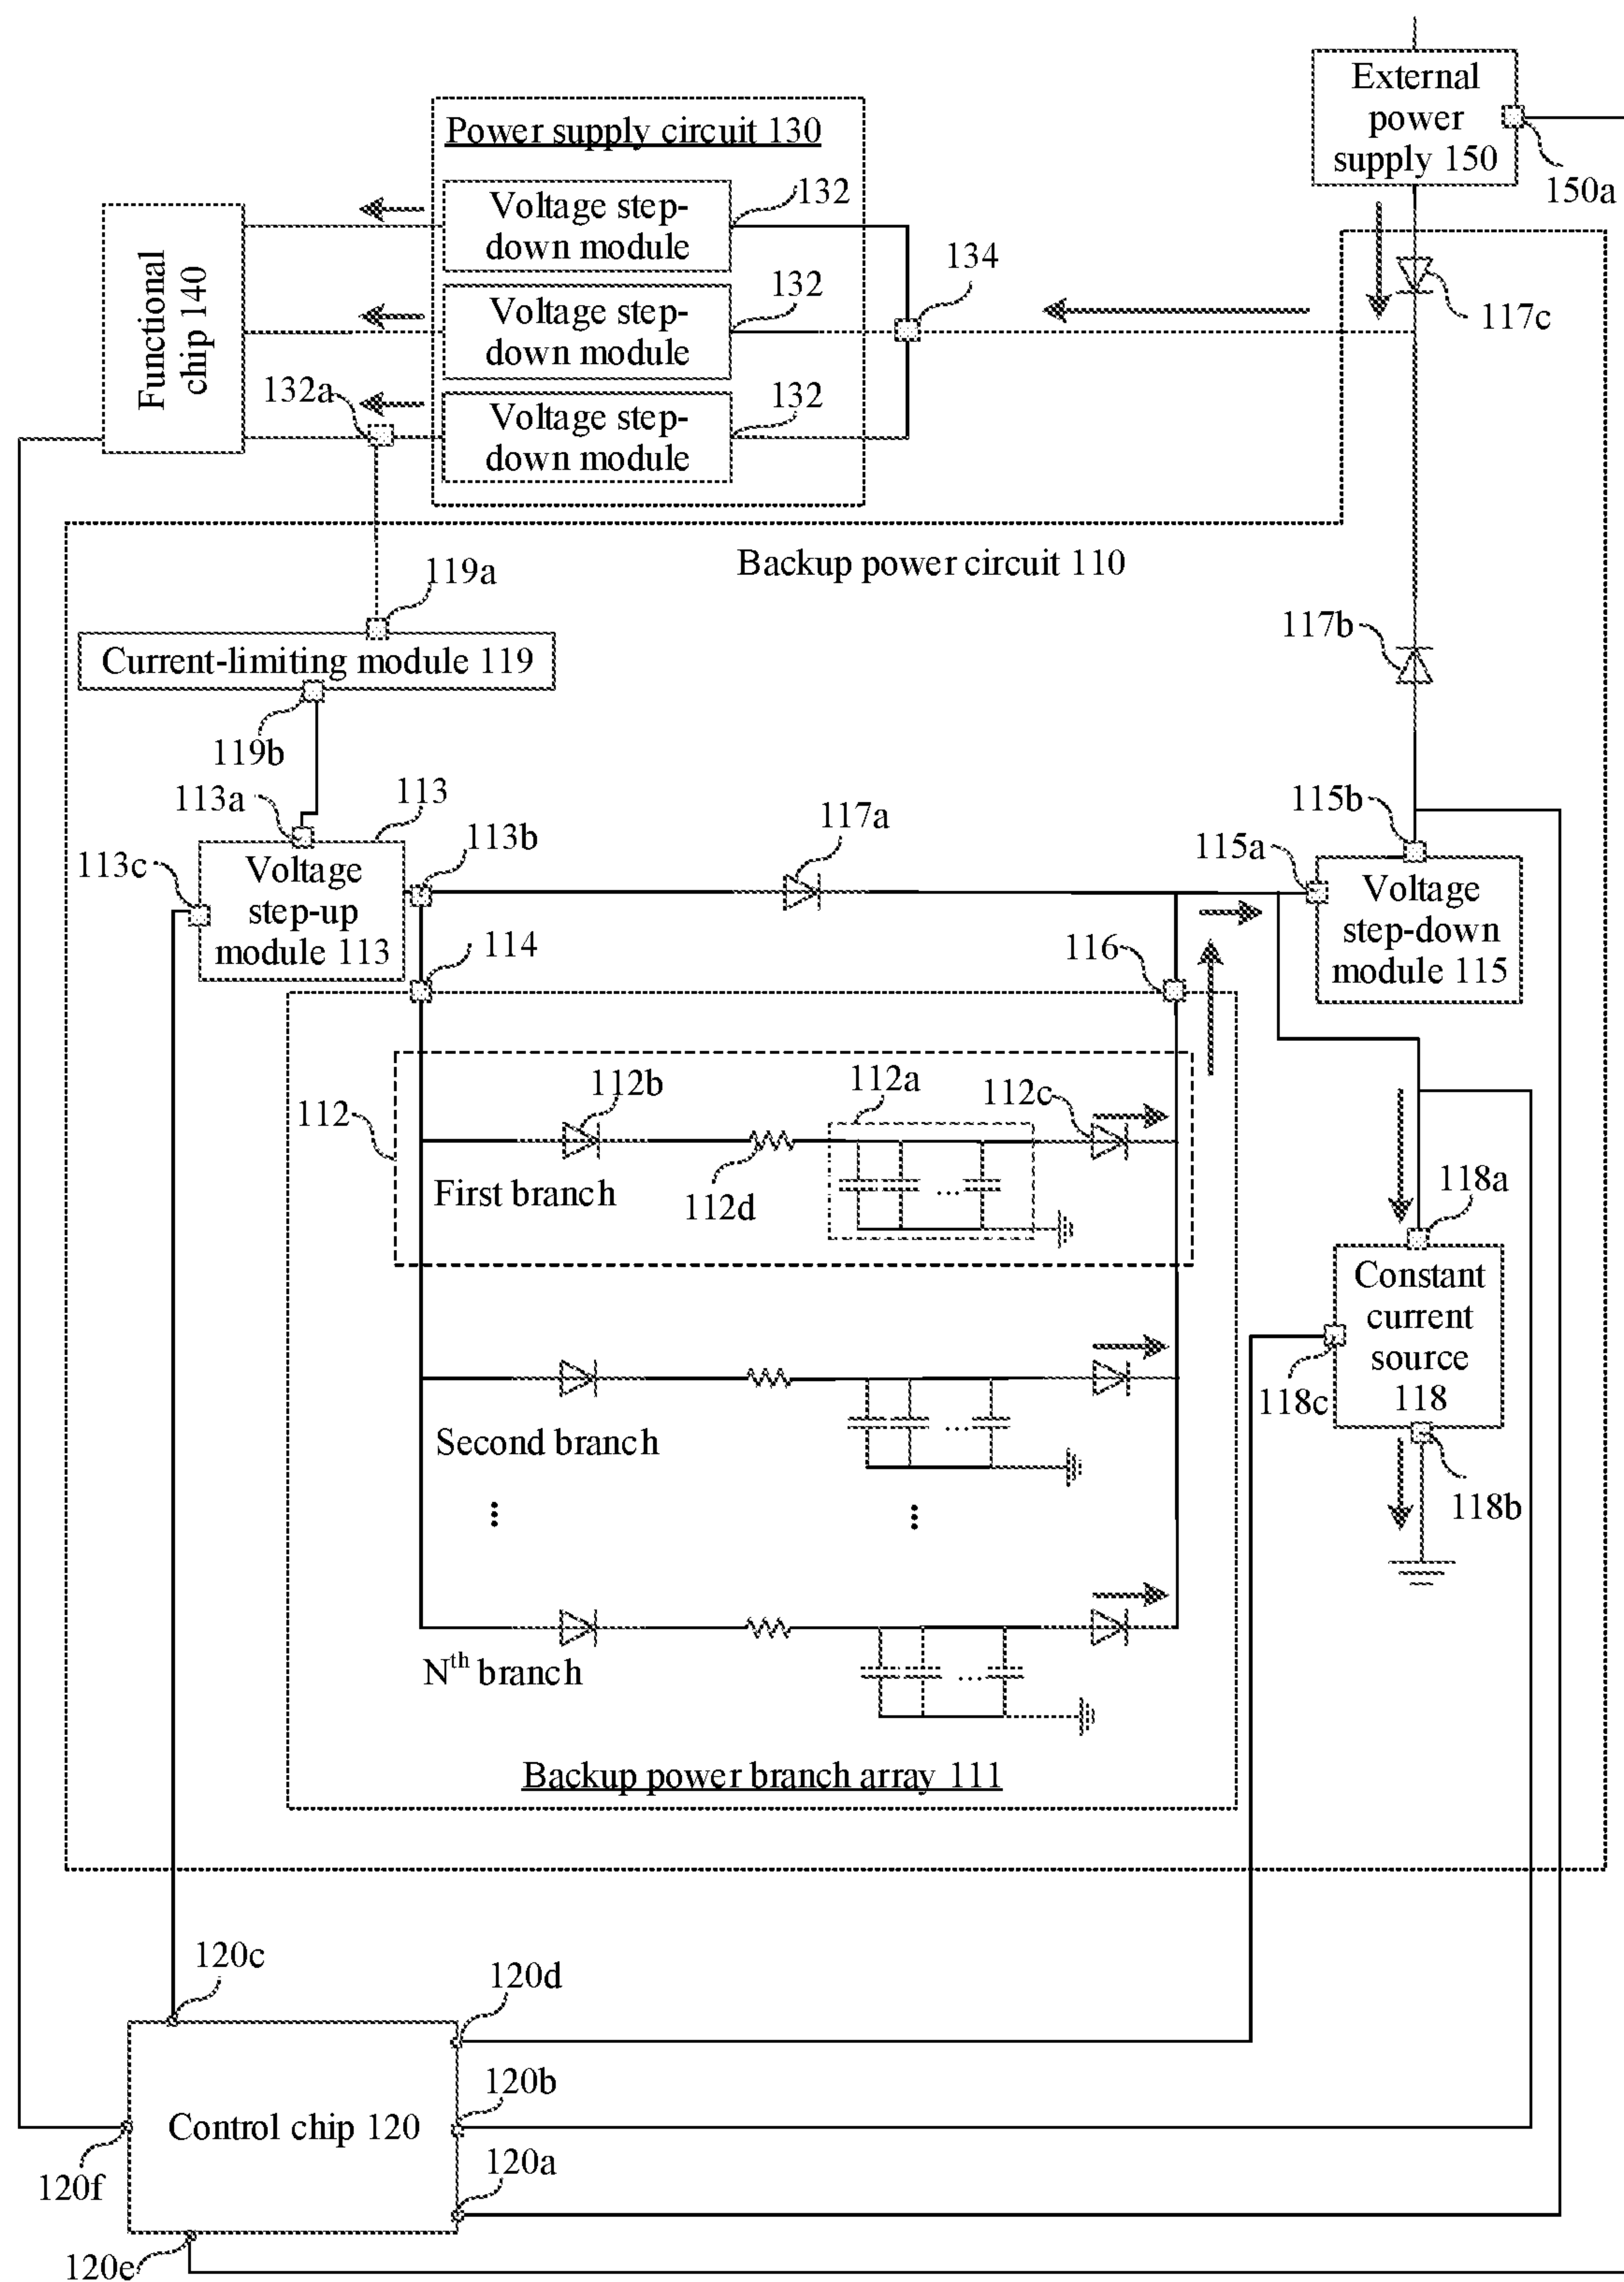 External
power
supply 150
150a
Power supply circuit 130
Voltage step-
down module
132
Voltage step-
down module
132
Voltage step-
down module
132
134
117c
Functional
chip 140
132a
Backup power circuit 110
119a
Current-limiting module 119
119b
117b
113a
113
113b
113c
Voltage
step-up
module 113
117a
115b
115a
Voltage
step-down
module 115
114
116
112
112b
112a
112c
First branch
112d
118a
Constant
current
source
118
118c
118b
Second branch
...
...
...
⋮
⋮
Nth branch
Backup power branch array 111
120c
120d
120b
Control chip 120
120a
120f
120e